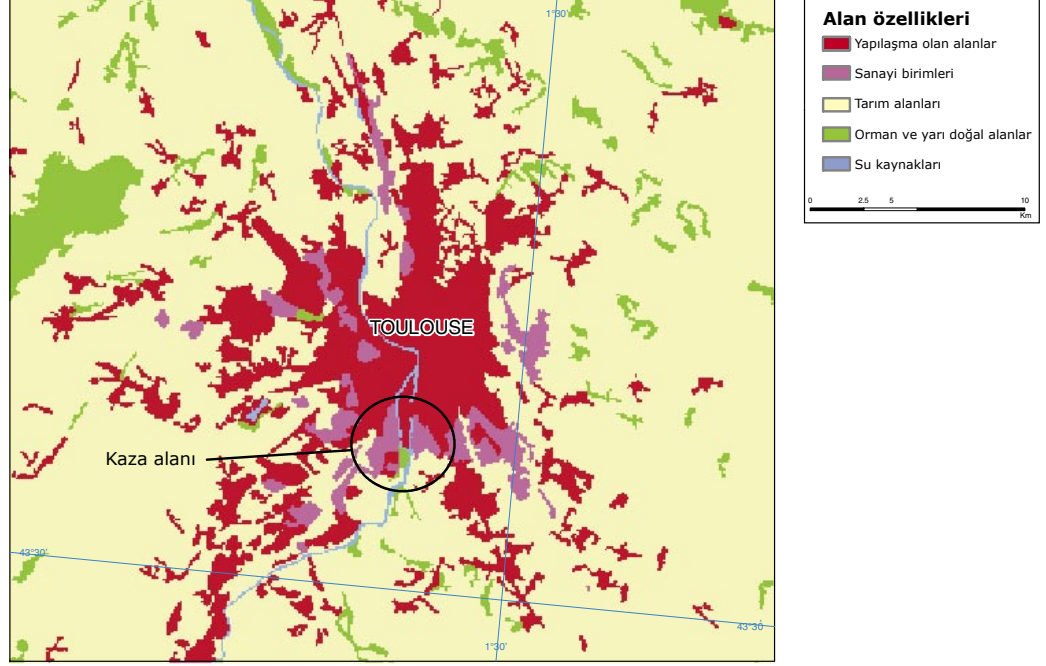 1°30'
TOULOUSE
Kaza alanı
43°30'
43°30'
1°30'
Alan özellikleri
Yapılaşma olan alanlar
Sanayi birimleri
Tarım alanları
Orman ve yarı doğal alanlar
Su kaynakları
0 2.5 5 10
Km